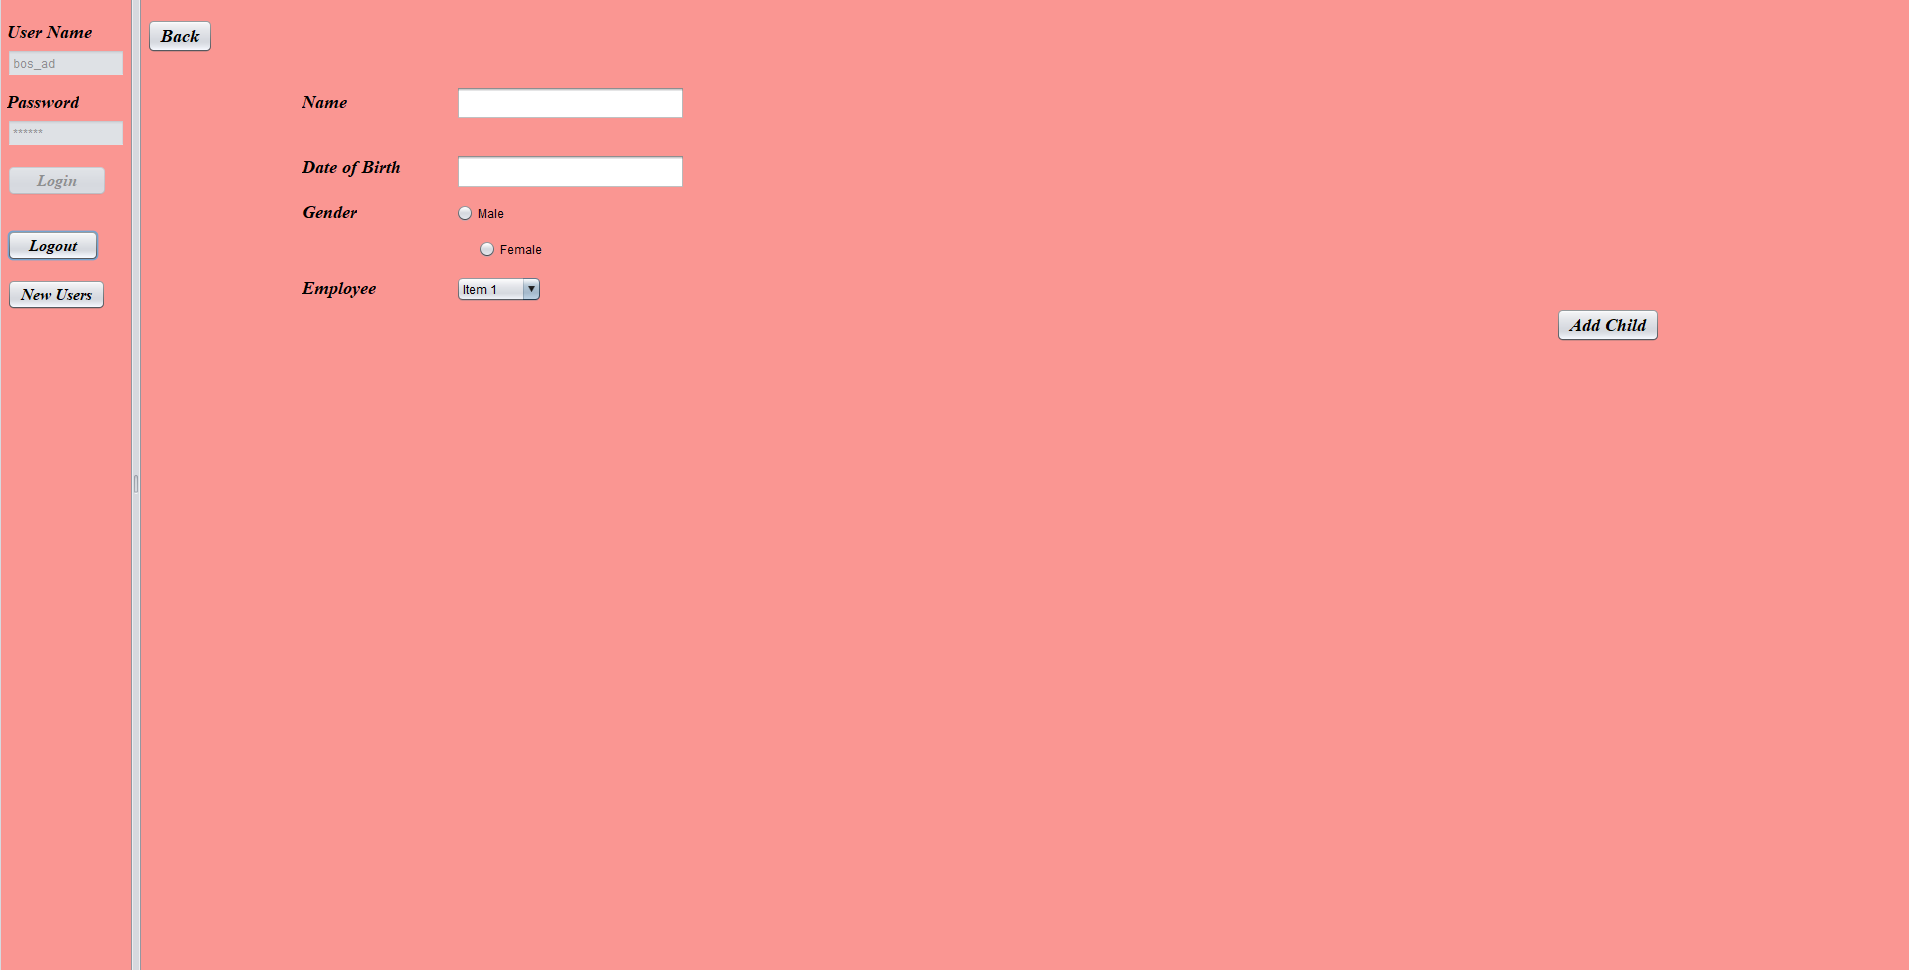 User Name
bos_ad
Password
******
Login
Logout
New Users
Back
Name
Date of Birth
Gender
Male
Female
Employee
Item 1
Add Child